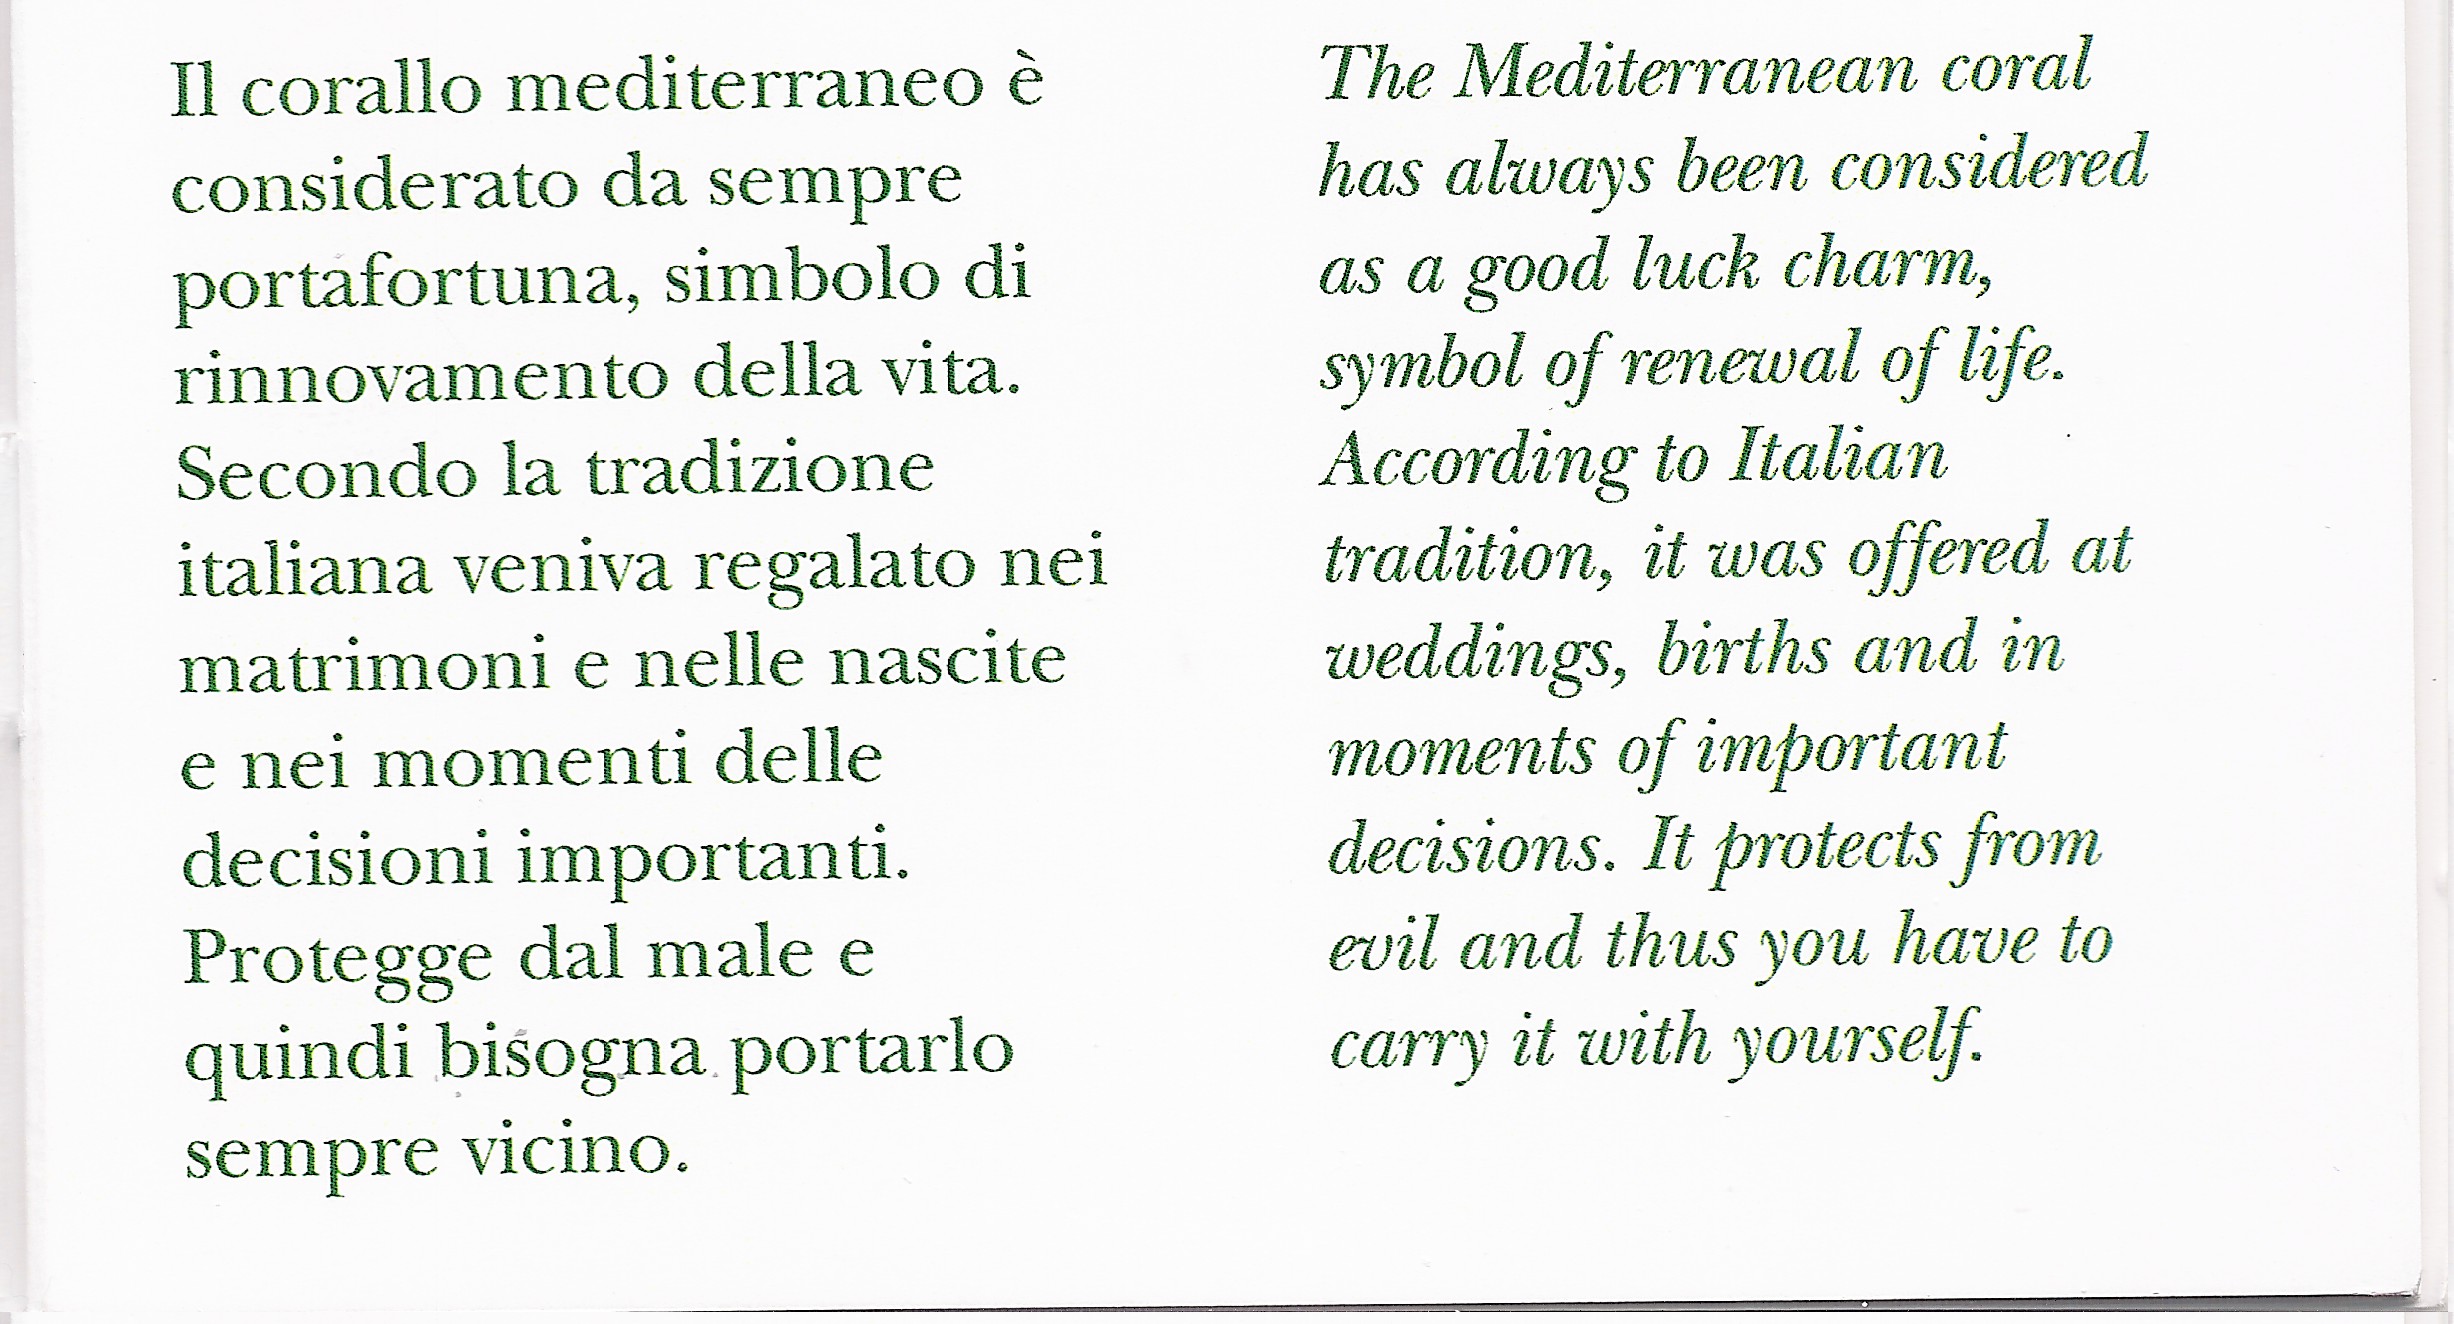 Il corallo mediterraneo è
considerato da sempre
portafortuna, simbolo di
rinnovamento della vita.
Secondo la tradizione
italiana veniva regalato nei
matrimoni e nelle nascite
e nei momenti delle
decisioni importanti.
Protegge dal male e
quindi bisogna portarlo
sempre vicino.
The Mediterranean coral
has always been considered
as a good luck charm,
symbol of renewal of life.
According to Italian
tradition, it was offered at
weddings, births and in
moments of important
decisions. It protects from
evil and thus you have to
carry it with yourself.